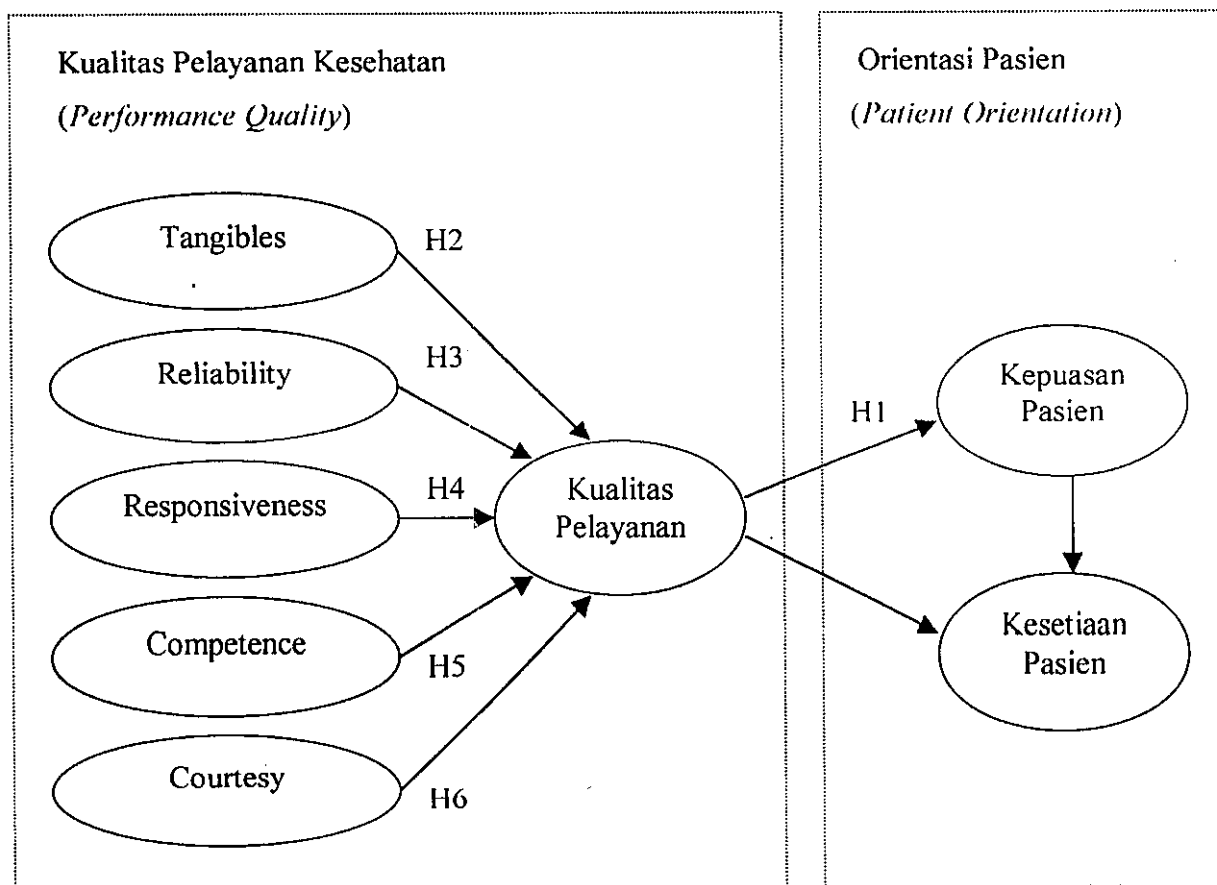 Kualitas Pelayanan Kesehatan
(Performance Quality)
Orientasi Pasien
(Patient Orientation)
Tangibles
H2
Reliability
H3
Responsiveness
H4
Competence
H5
Courtesy
H6
Kualitas
Pelayanan
H1
Kepuasan
Pasien
Kesetiaan
Pasien